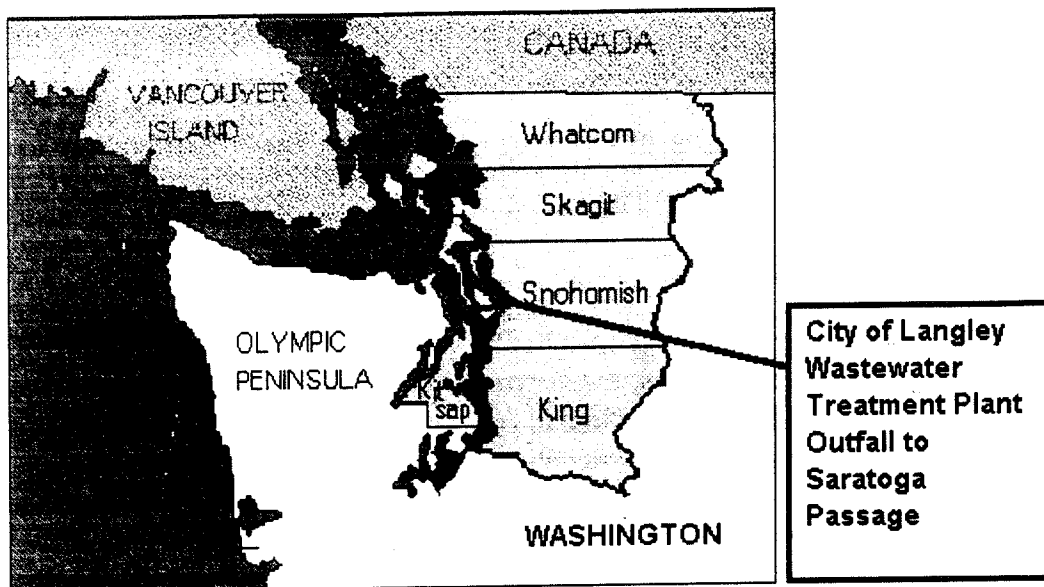 CANADA
VANCOUVER
ISLAND
Whatcom
Skagit
Snohomish
OLYMPIC
PENINSULA
Kit
sap
King
WASHINGTON
City of Langley
Wastewater
Treatment Plant
Outfall to
Saratoga
Passage